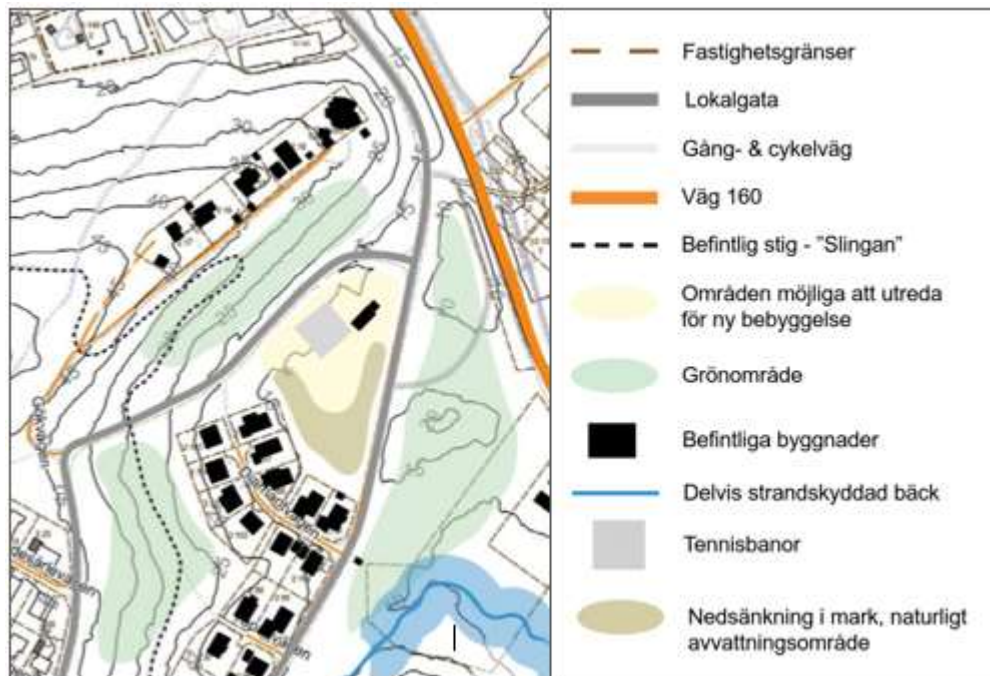 Fastighetsgränser
Lokalgata
Gång- & cykelväg
Väg 160
Befintlig stig - ”Slingan”
Områden möjliga att utreda
för ny bebyggelse
Grönområde
Befintliga byggnader
Delvis strandskyddad bäck
Tennisbanor
Nedsänkning i mark, naturligt
avvattningsområde